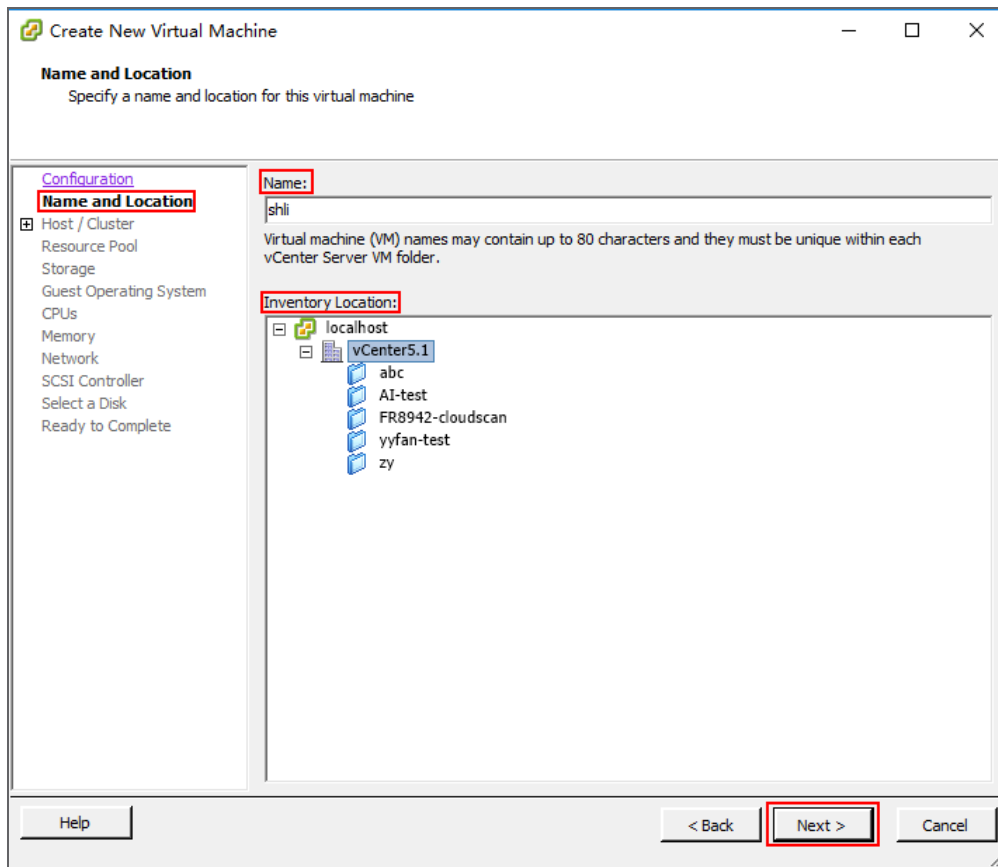 Create New Virtual Machine
Name and Location
Specify a name and location for this virtual machine
Configuration
Name and Location
Host / Cluster
Resource Pool
Storage
Guest Operating System
CPUs
Memory
Network
SCSI Controller
Select a Disk
Ready to Complete
Name:
shli
Virtual machine (VM) names may contain up to 80 characters and they must be unique within each
vCenter Server VM folder.
Inventory Location:
localhost
vCenter5.1
abc
AI-test
FR8942-cloudscan
yyfan-test
zy
Help
< Back
Next >
Cancel